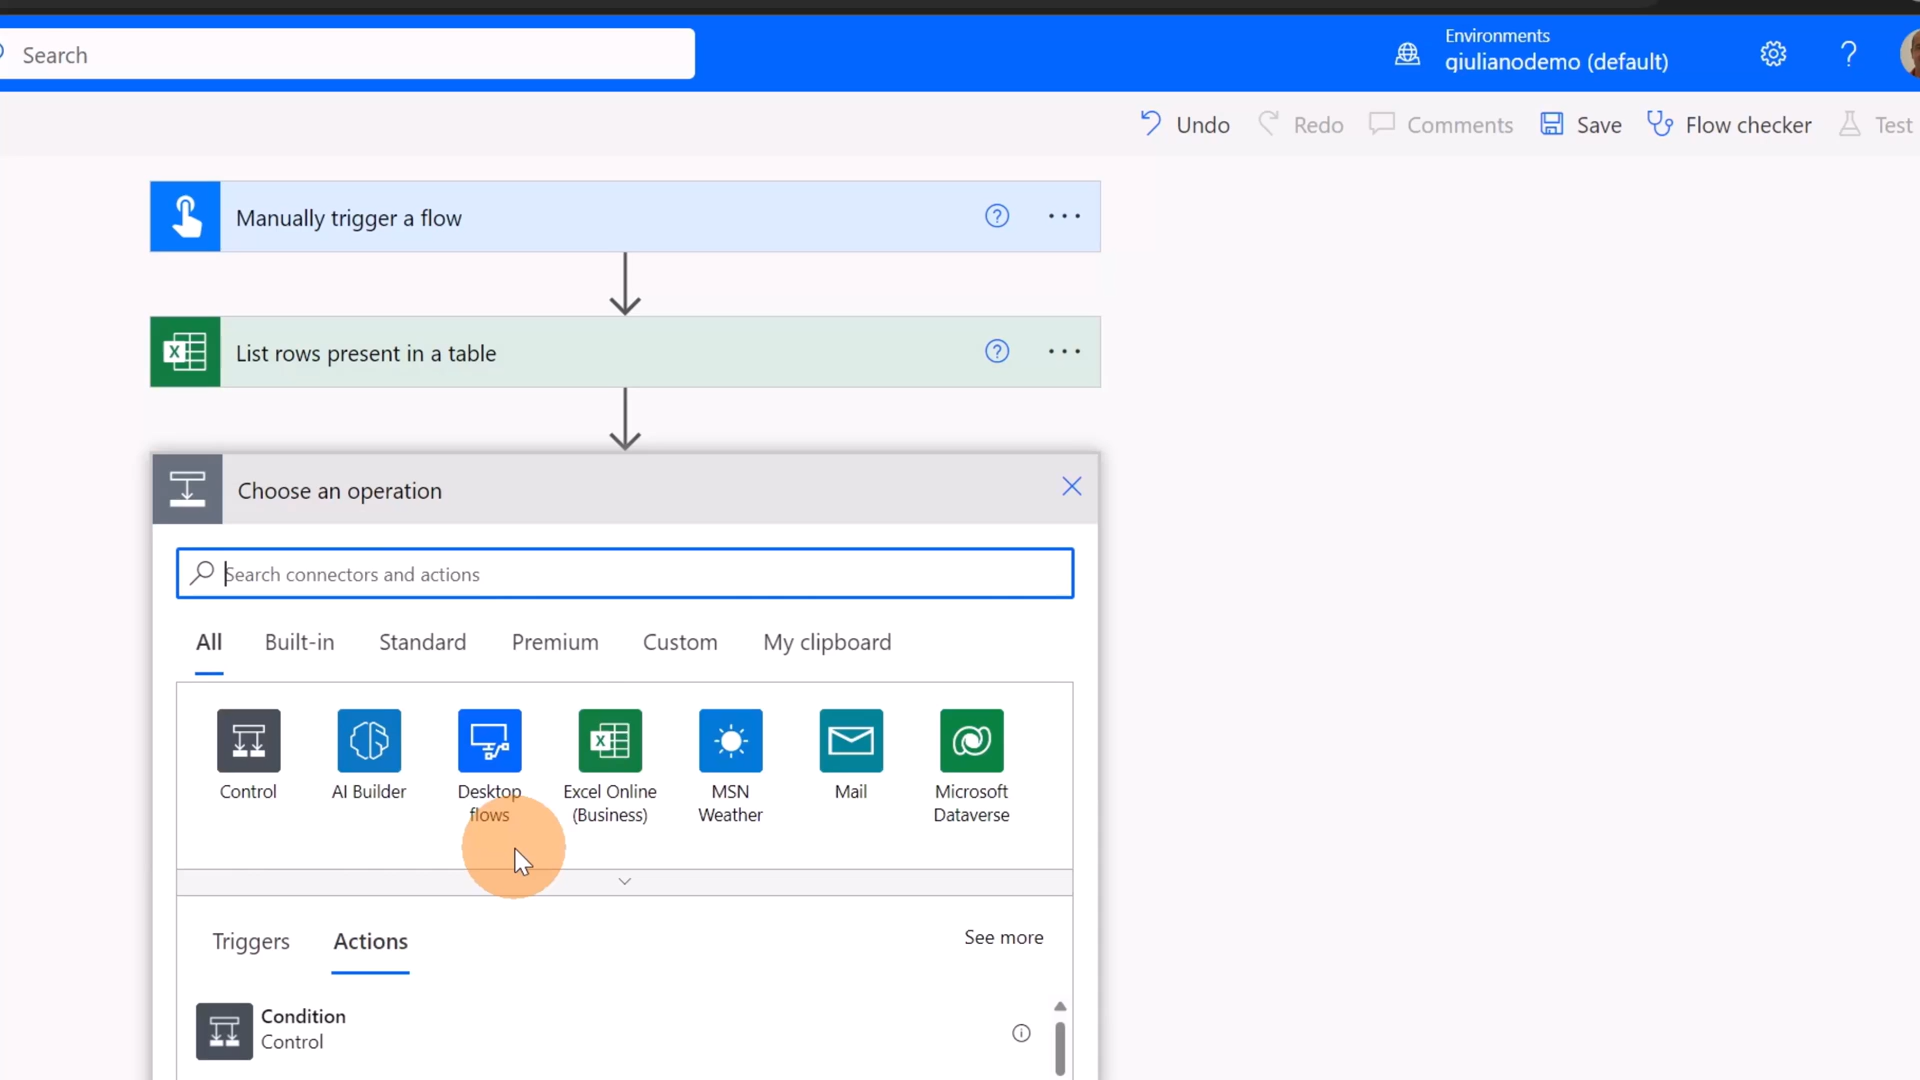 Search
Environments
giulianodemo (default)
Undo
Redo
Comments
Save
Flow checker
Test
Manually trigger a flow
List rows present in a table
Choose an operation
Search connectors and actions
All
Built-in
Standard
Premium
Custom
My clipboard
Control
AI Builder
Desktop
flows
Excel Online
(Business)
MSN
Weather
Mail
Microsoft
Dataverse
Triggers
Actions
See more
Condition
Control